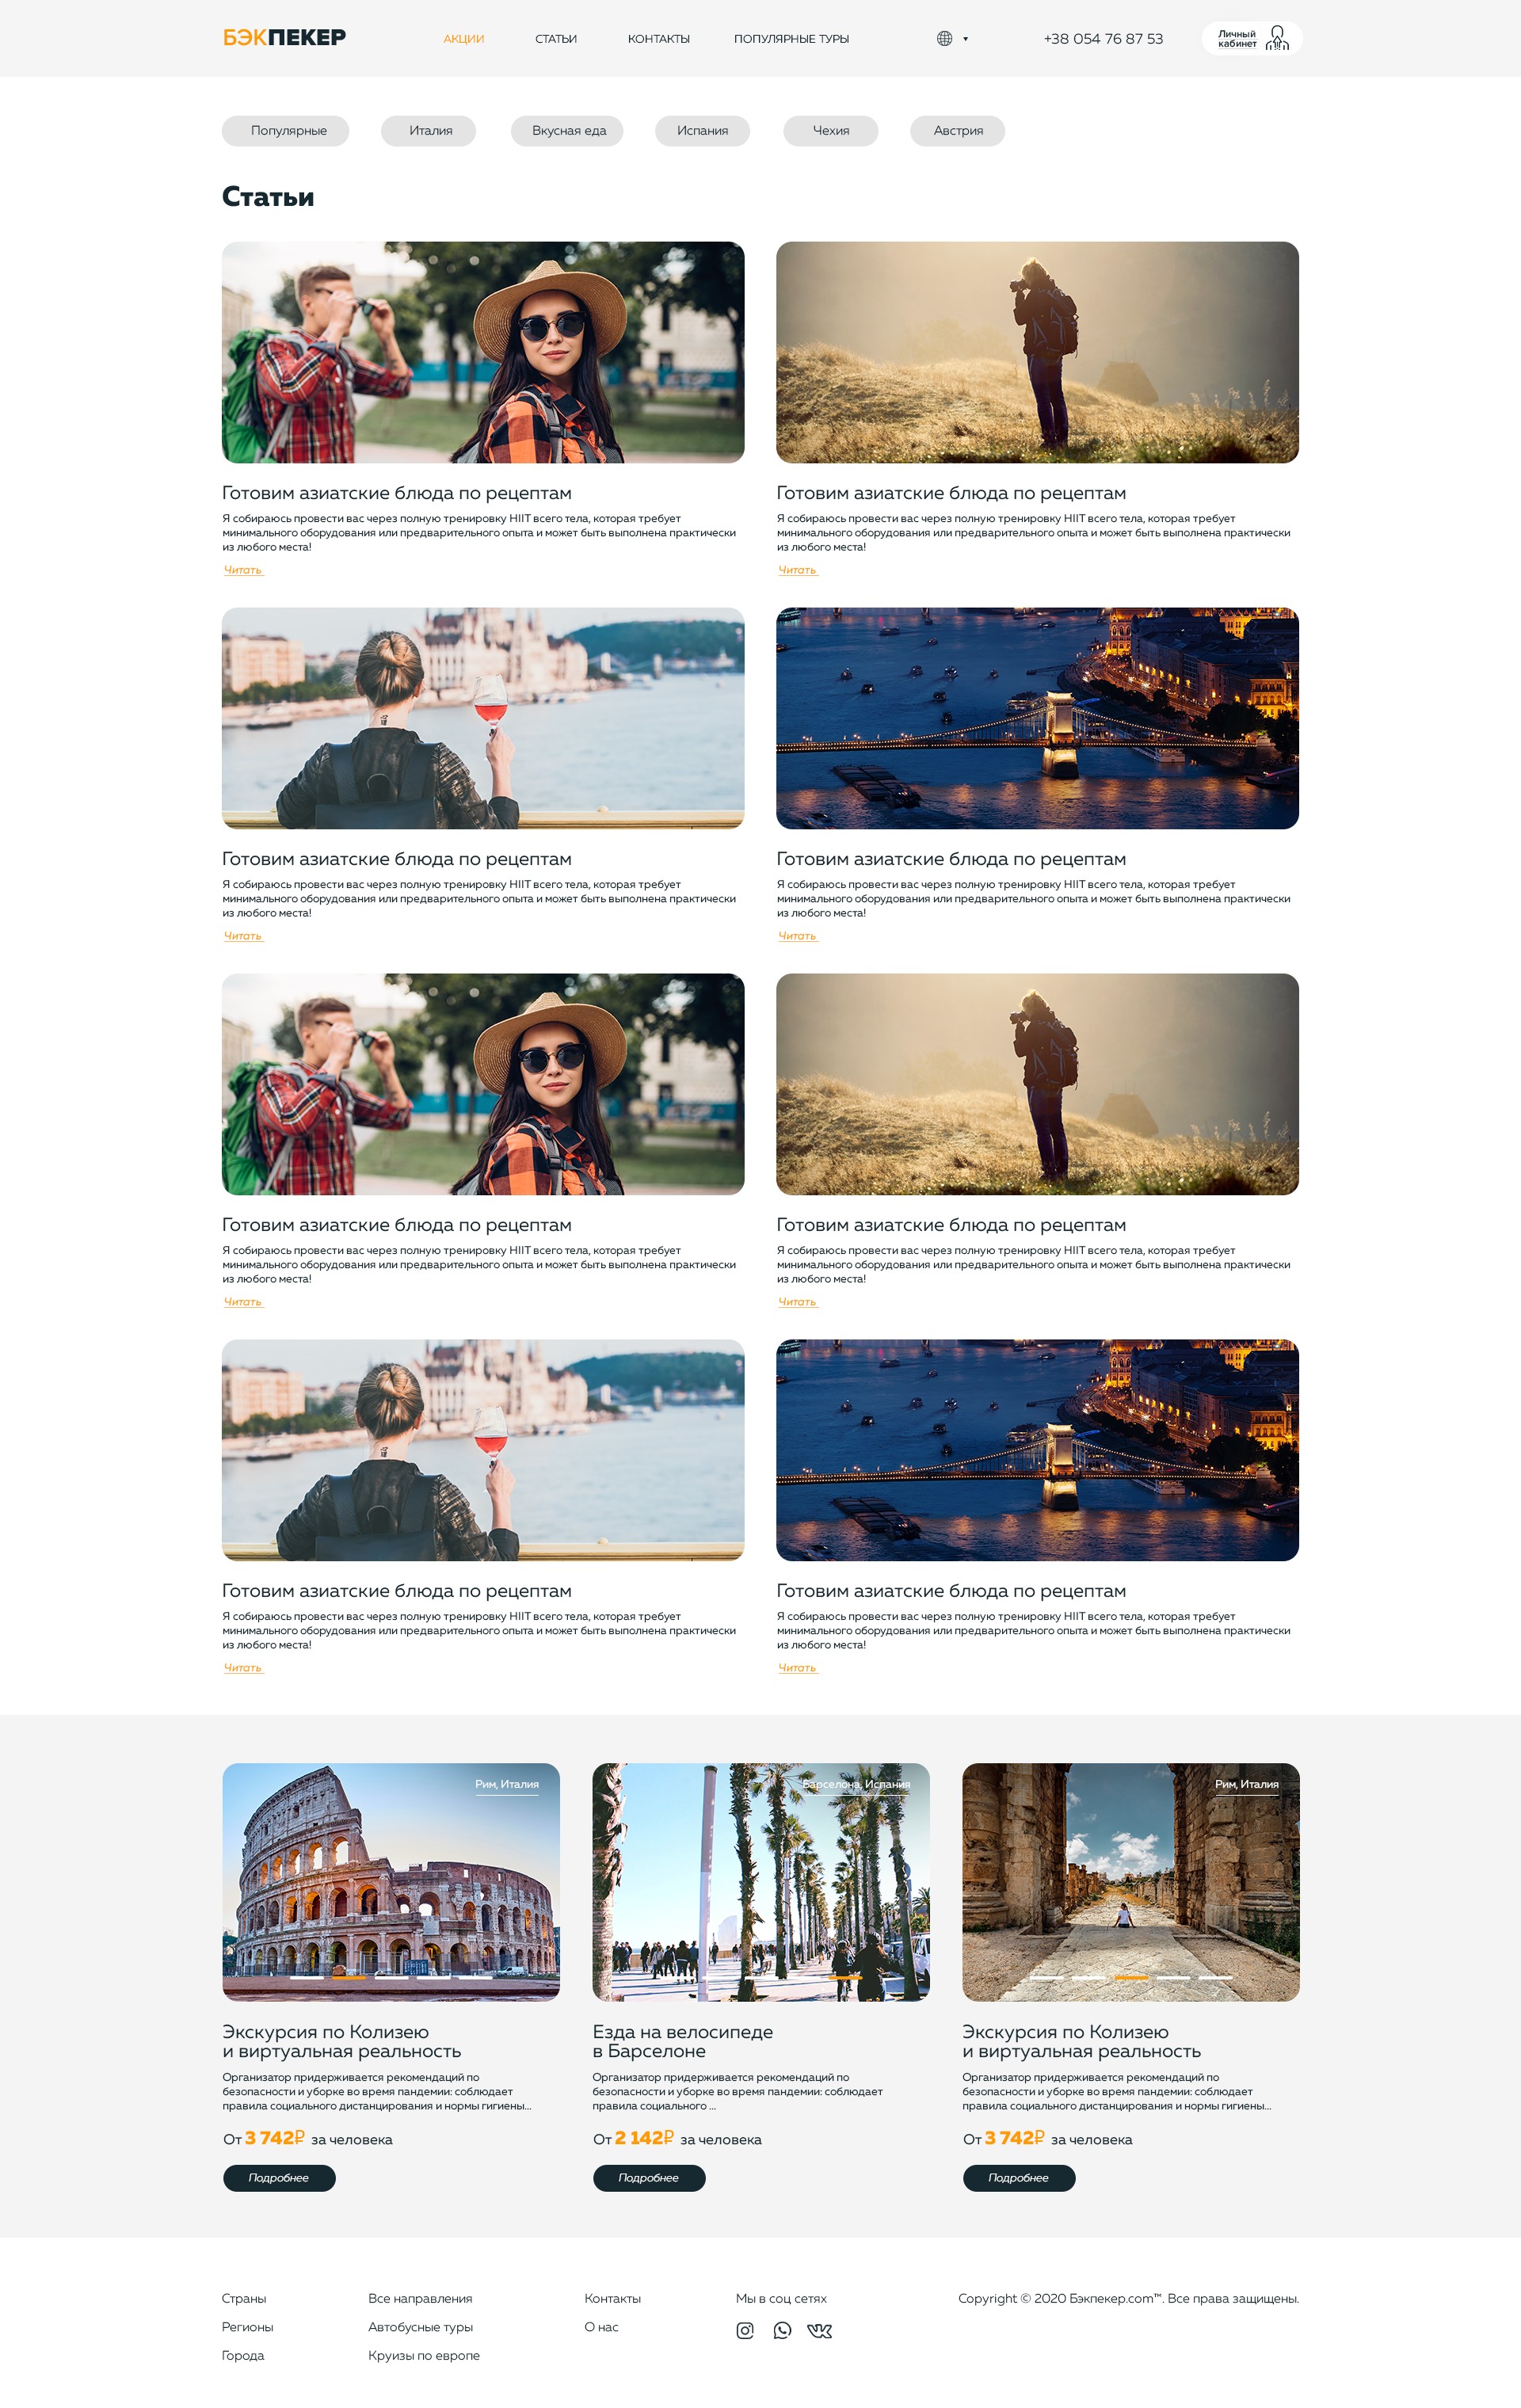 БЭКПЕКЕР
АКЦИИ
СТАТЬИ
КОНТАКТЫ
ПОПУЛЯРНЫЕ ТУРЫ
+38 054 76 87 53
Личный
кабинет
Популярные
Италия
Вкусная еда
Испания
Чехия
Австрия
Статьи
Готовим азиатские блюда по рецептам
Я собираюсь провести вас через полную тренировку HIIT всего тела, которая требует
минимального оборудования или предварительного опыта и может быть выполнена практически
из любого места!
Читать
Готовим азиатские блюда по рецептам
Я собираюсь провести вас через полную тренировку HIIT всего тела, которая требует
минимального оборудования или предварительного опыта и может быть выполнена практически
из любого места!
Читать
Готовим азиатские блюда по рецептам
Я собираюсь провести вас через полную тренировку HIIT всего тела, которая требует
минимального оборудования или предварительного опыта и может быть выполнена практически
из любого места!
Читать
Готовим азиатские блюда по рецептам
Я собираюсь провести вас через полную тренировку HIIT всего тела, которая требует
минимального оборудования или предварительного опыта и может быть выполнена практически
из любого места!
Читать
Готовим азиатские блюда по рецептам
Я собираюсь провести вас через полную тренировку HIIT всего тела, которая требует
минимального оборудования или предварительного опыта и может быть выполнена практически
из любого места!
Читать
Готовим азиатские блюда по рецептам
Я собираюсь провести вас через полную тренировку HIIT всего тела, которая требует
минимального оборудования или предварительного опыта и может быть выполнена практически
из любого места!
Читать
Готовим азиатские блюда по рецептам
Я собираюсь провести вас через полную тренировку HIIT всего тела, которая требует
минимального оборудования или предварительного опыта и может быть выполнена практически
из любого места!
Читать
Готовим азиатские блюда по рецептам
Я собираюсь провести вас через полную тренировку HIIT всего тела, которая требует
минимального оборудования или предварительного опыта и может быть выполнена практически
из любого места!
Читать
Рим, Италия
Экскурсия по Колизею
и виртуальная реальность
Организатор придерживается рекомендаций по
безопасности и уборке во время пандемии: соблюдает
правила социального дистанцирования и нормы гигиены...
От 3 742₽ за человека
Подробнее
Барселона, Испания
Езда на велосипеде
в Барселоне
Организатор придерживается рекомендаций по
безопасности и уборке во время пандемии: соблюдает
правила социального ...
От 2 142₽ за человека
Подробнее
Рим, Италия
Экскурсия по Колизею
и виртуальная реальность
Организатор придерживается рекомендаций по
безопасности и уборке во время пандемии: соблюдает
правила социального дистанцирования и нормы гигиены...
От 3 742₽ за человека
Подробнее
Страны
Регионы
Города
Все направления
Автобусные туры
Круизы по европе
Контакты
О нас
Мы в соц сетях
Copyright © 2020 Бэкпекер.com™. Все права защищены.